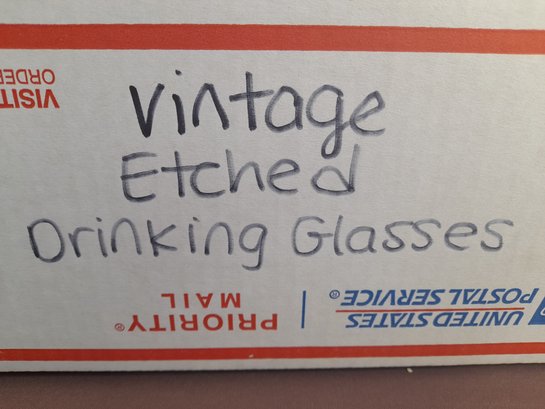 VISIT
ORDE
Vintage
Etched
Drinking Glasses
PRIORITY®
MAIL
UNITED STATES
POSTAL SERVICE®